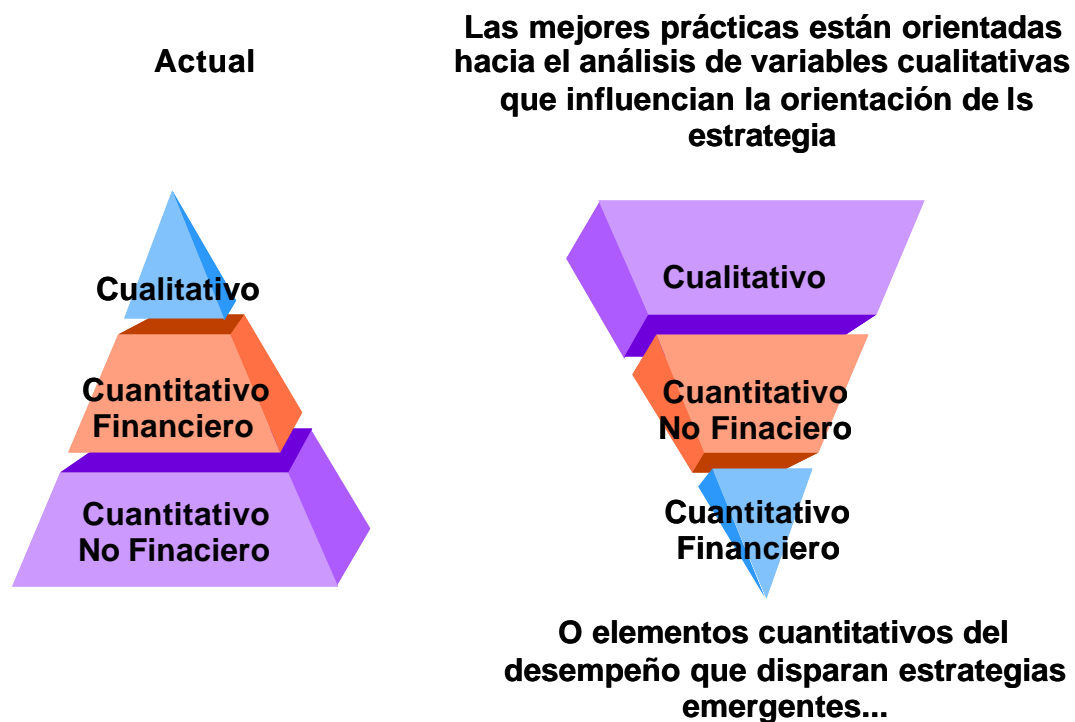 Actual
Las mejores prácticas están orientadas
hacia el análisis de variables cualitativas
que influencian la orientación de ls
estrategia
Cualitativo
Cuantitativo
Financiero
Cuantitativo
No Finaciero
Cualitativo
Cuantitativo
No Finaciero
Cuantitativo
Financiero
O elementos cuantitativos del
desempeño que disparan estrategias
emergentes...